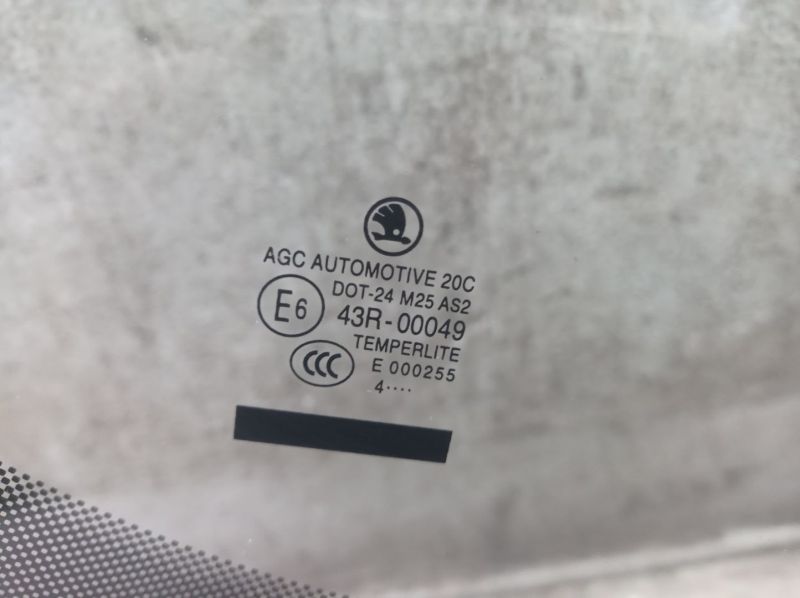 AGC AUTOMOTIVE 20C
DOT-24 M25 AS2
E6 43R-00049
TEMPERLITE
CCC E 000255
4····